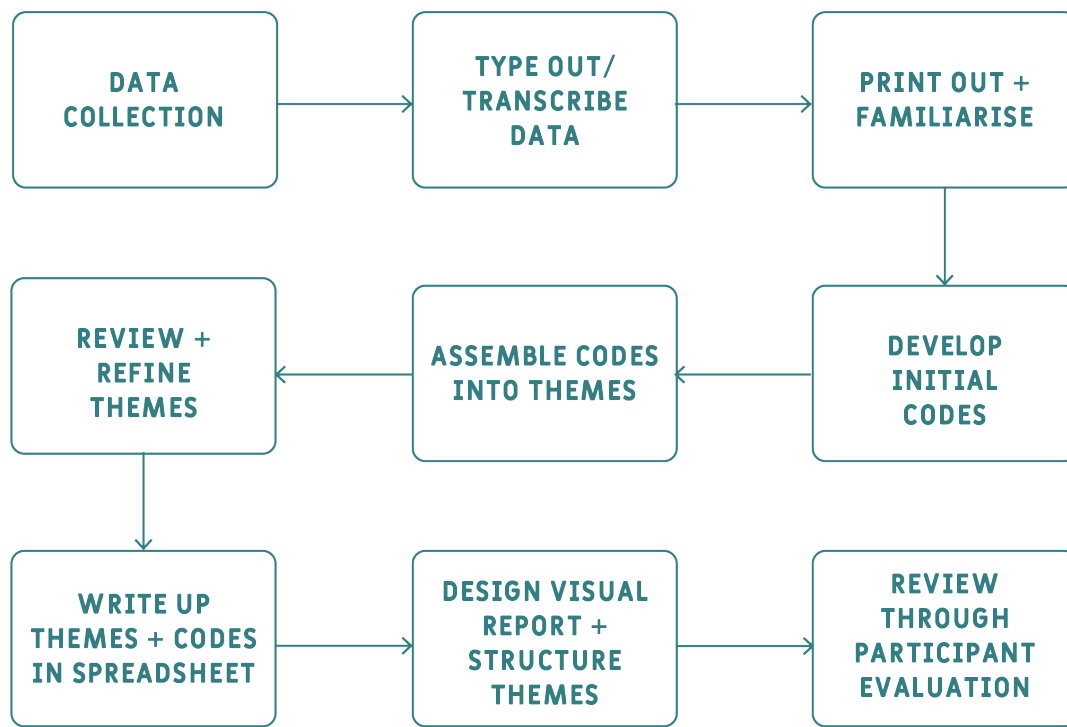 DATA
COLLECTION
TYPE OUT/
TRANSCRIBE
DATA
PRINT OUT +
FAMILIARISE
DEVELOP
INITIAL
CODES
ASSEMBLE CODES
INTO THEMES
REVIEW +
REFINE
THEMES
WRITE UP
THEMES + CODES
IN SPREADSHEET
DESIGN VISUAL
REPORT +
STRUCTURE
THEMES
REVIEW
THROUGH
PARTICIPANT
EVALUATION